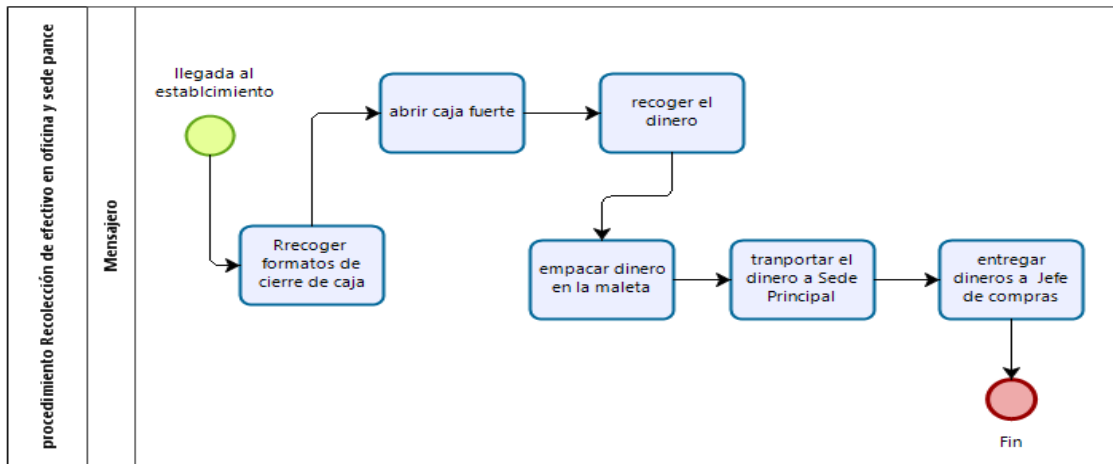 procedimiento Recolección de efectivo en oficina y sede pance
Mensajero
llegada al
establcimiento
Rrecoger
formatos de
cierre de caja
abrir caja fuerte
recoger el
dinero
empacar dinero
en la maleta
tranportar el
dinero a Sede
Principal
entregar
dineros a Jefe
de compras
Fin